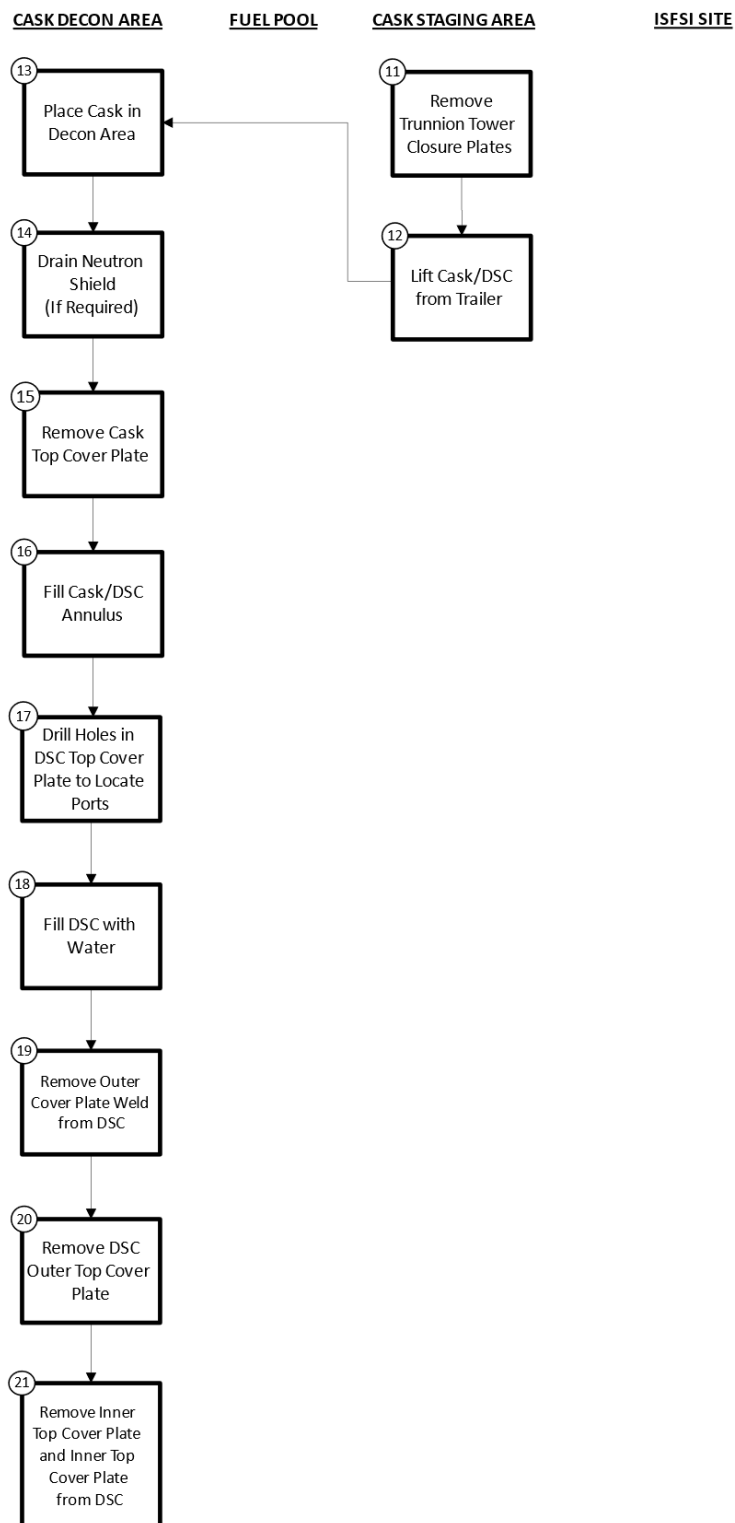 CASK DECON AREA
FUEL POOL
CASK STAGING AREA
ISFSI SITE
11
Remove
Trunnion Tower
Closure Plates
12
Lift Cask/DSC
from Trailer
13
Place Cask in
Decon Area
14
Drain Neutron
Shield
(If Required)
15
Remove Cask
Top Cover Plate
16
Fill Cask/DSC
Annulus
17
Drill Holes in
DSC Top Cover
Plate to Locate
Ports
18
Fill DSC with
Water
19
Remove Outer
Cover Plate Weld
from DSC
20
Remove DSC
Outer Top Cover
Plate
21
Remove Inner
Top Cover Plate
and Inner Top
Cover Plate
from DSC